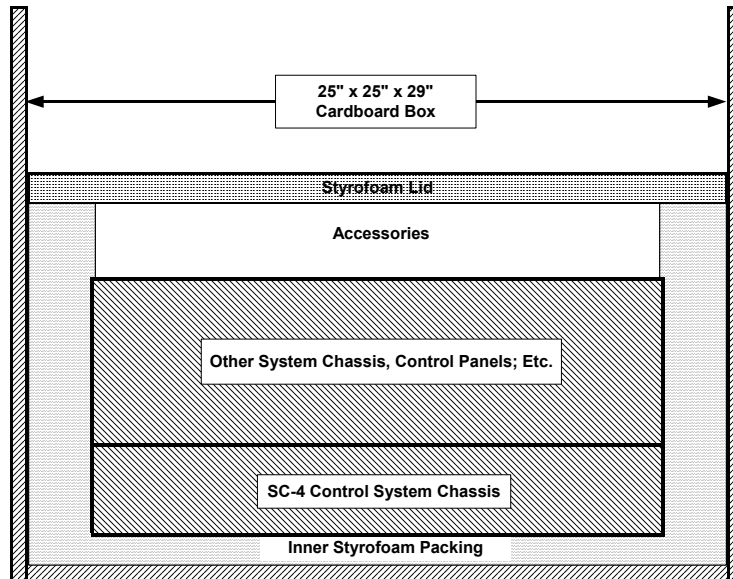 25" x 25" x 29"
Cardboard Box
Styrofoam Lid
Accessories
Other System Chassis, Control Panels; Etc.
SC-4 Control System Chassis
Inner Styrofoam Packing